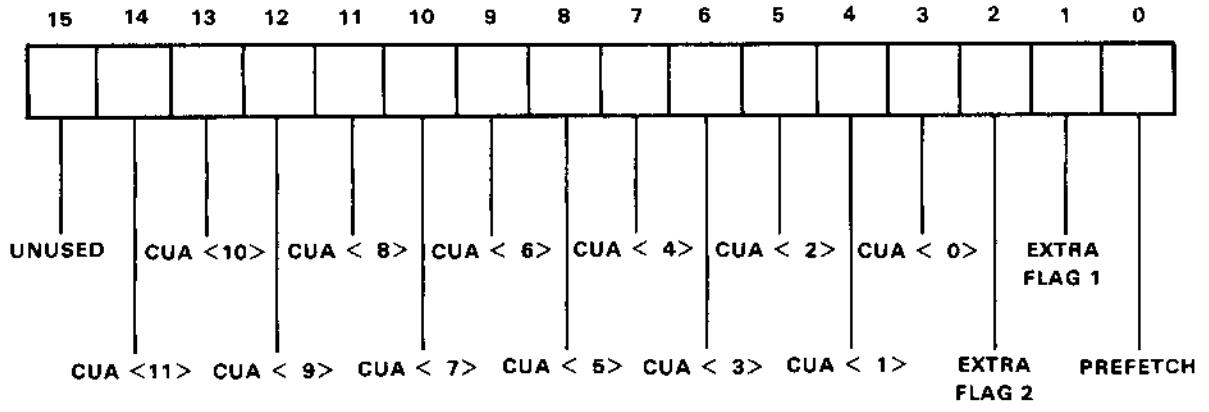 15 14 13 12 11 10 9 8 7 6 5 4 3 2 1 0
UNUSED CUA <10> CUA < 8> CUA < 6> CUA < 4> CUA < 2> CUA < 0> EXTRA
FLAG 1
CUA <11> CUA < 9> CUA < 7> CUA < 5> CUA < 3> CUA < 1> EXTRA PREFETCH
FLAG 2